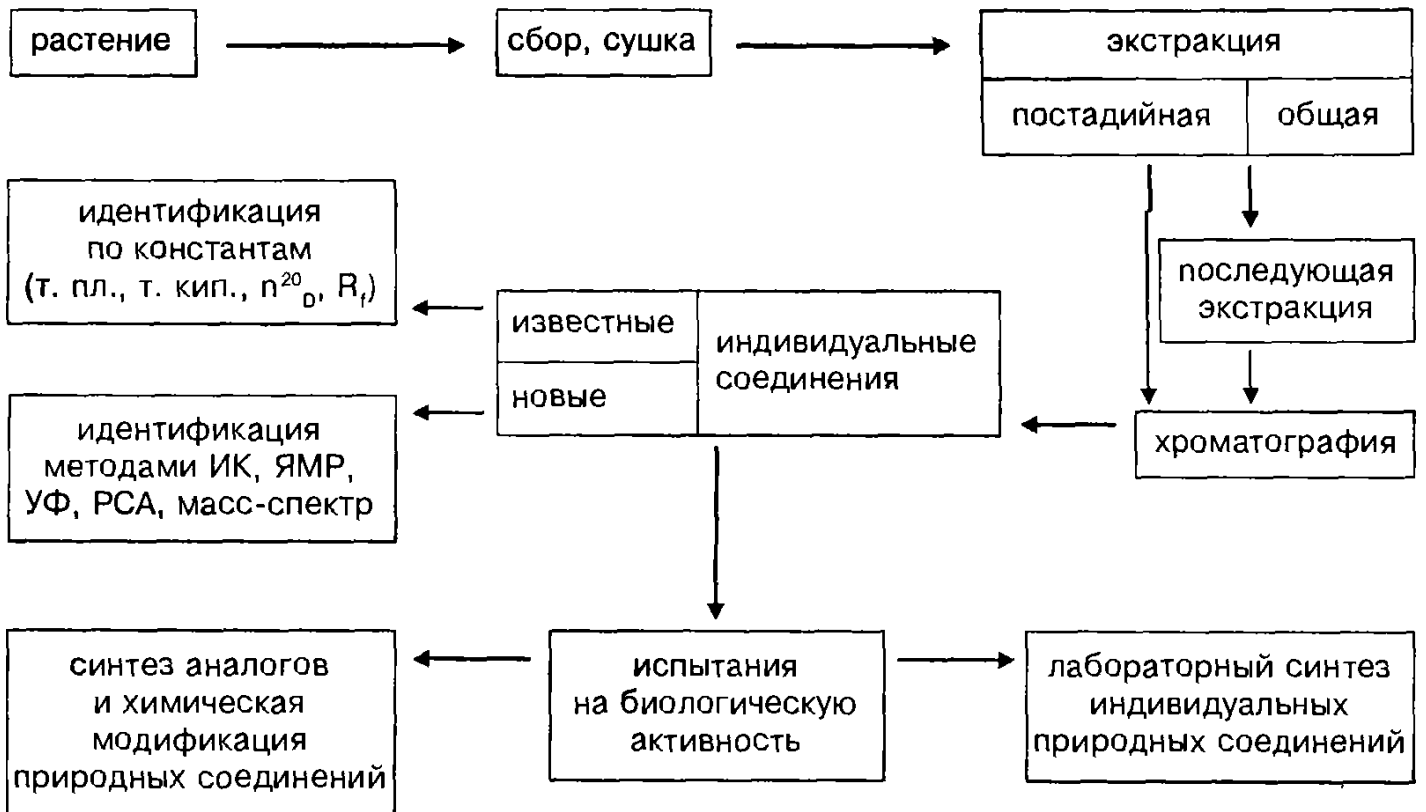 растение
сбор, сушка
экстракция
постадийная
общая
идентификация
по константам
(т. пл., т. кип., n²⁰D, Rf)
последующая
экстракция
известные
новые
индивидуальные
соединения
хроматография
идентификация
методами ИК, ЯМР,
УФ, РСА, масс-спектр
синтез аналогов
и химическая
модификация
природных соединений
испытания
на биологическую
активность
лабораторный синтез
индивидуальных
природных соединений